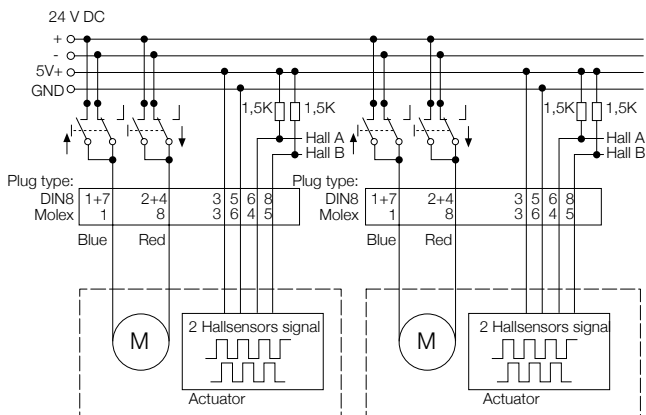 24 V DC
+
-
5V+
GND
1,5K 1,5K 1,5K 1,5K
Hall A Hall A
Hall B Hall B
Plug type: Plug type:
DIN8 1+7 2+4 3 5 6 8 DIN8 1+7 2+4 3 5 6 8
Molex 1 8 3 6 4 5 Molex 1 8 3 6 4 5
Blue Red Blue Red
M 2 Hallsensors signal M 2 Hallsensors signal
Actuator Actuator